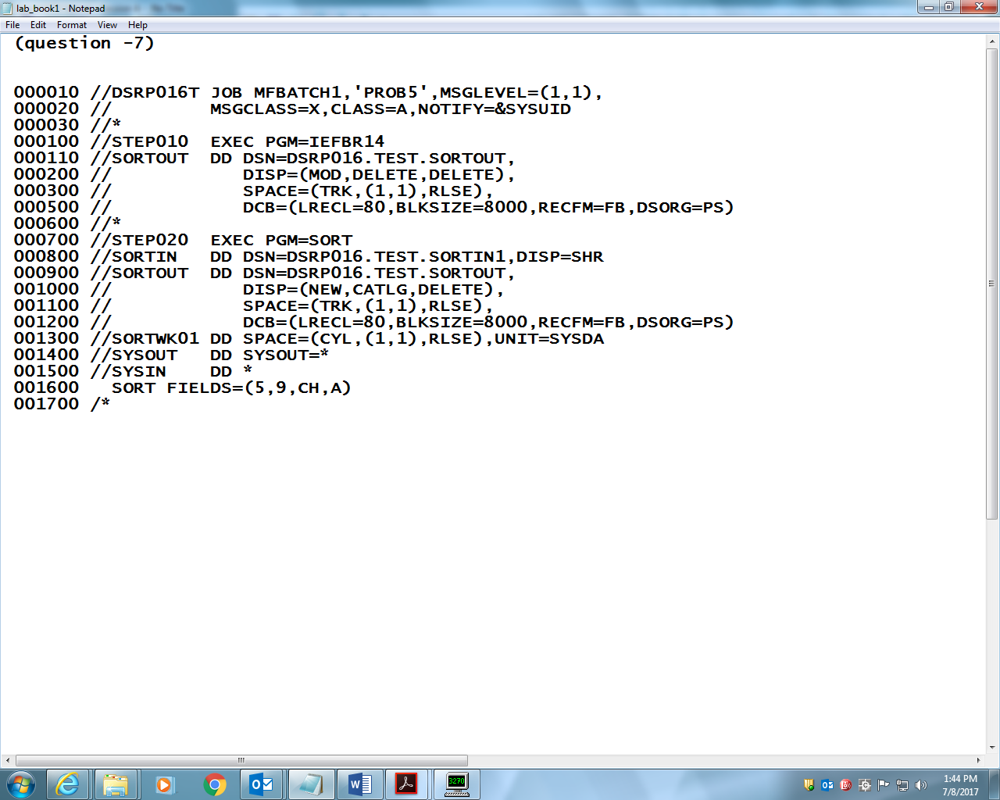 lab_book1 - Notepad
File Edit Format View Help
(question -7)
000010 //DSRP016T JOB MFBATCH1,'PROB5',MSGLEVEL=(1,1),
000020 //         MSGCLASS=X,CLASS=A,NOTIFY=&SYSUID
000030 //*
000100 //STEP010  EXEC PGM=IEFBR14
000110 //SORTOUT  DD DSN=DSRP016.TEST.SORTOUT,
000200 //            DISP=(MOD,DELETE,DELETE),
000300 //            SPACE=(TRK,(1,1),RLSE),
000500 //            DCB=(LRECL=80,BLKSIZE=8000,RECFM=FB,DSORG=PS)
000600 //*
000700 //STEP020  EXEC PGM=SORT
000800 //SORTIN   DD DSN=DSRP016.TEST.SORTIN1,DISP=SHR
000900 //SORTOUT  DD DSN=DSRP016.TEST.SORTOUT,
001000 //            DISP=(NEW,CATLG,DELETE),
001100 //            SPACE=(TRK,(1,1),RLSE),
001200 //            DCB=(LRECL=80,BLKSIZE=8000,RECFM=FB,DSORG=PS)
001300 //SORTWK01 DD SPACE=(CYL,(1,1),RLSE),UNIT=SYSDA
001400 //SYSOUT   DD SYSOUT=*
001500 //SYSIN    DD *
001600   SORT FIELDS=(5,9,CH,A)
001700 /*
3270
1:44 PM
7/8/2017